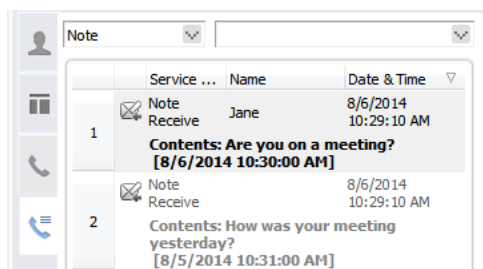 Note
Service ... Name Date & Time
1 Note Receive Jane 8/6/2014 10:29:10 AM
Contents: Are you on a meeting?
[8/6/2014 10:30:00 AM]
2 Note Receive 8/6/2014 10:29:10 AM
Contents: How was your meeting
yesterday?
[8/5/2014 10:31:00 AM]